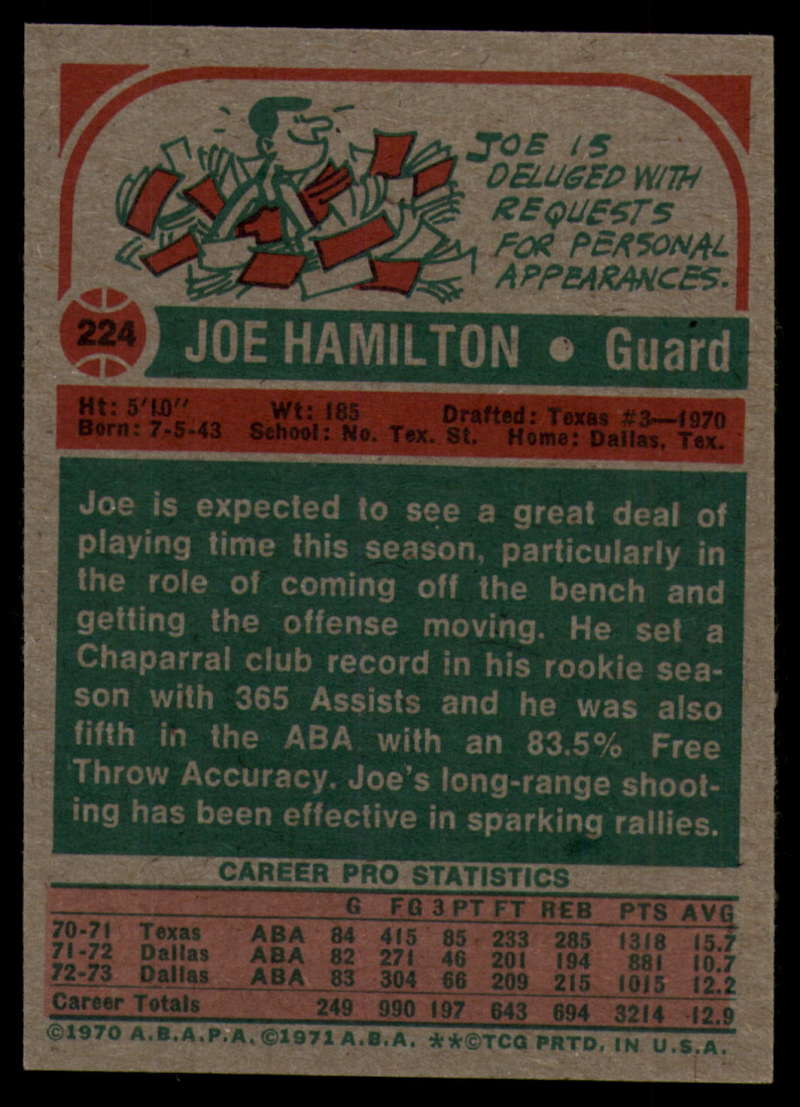 JOE IS
DELUGED WITH
REQUESTS
FOR PERSONAL
APPEARANCES.
224 JOE HAMILTON • Guard
Ht: 5'10" Wt: 185 Drafted: Texas #3—1970
Born: 7-5-43 School: No. Tex. St. Home: Dallas, Tex.
Joe is expected to see a great deal of
playing time this season, particularly in
the role of coming off the bench and
getting the offense moving. He set a
Chaparral club record in his rookie sea-
son with 365 Assists and he was also
fifth in the ABA with an 83.5% Free
Throw Accuracy. Joe's long-range shoot-
ing has been effective in sparking rallies.
CAREER PRO STATISTICS
G FG 3 PT FT REB PTS AVG
70-71 Texas ABA 84 415 85 233 285 1318 15.7
71-72 Dallas ABA 82 271 46 201 194 881 10.7
72-73 Dallas ABA 83 304 66 209 215 1015 12.2
Career Totals 249 990 197 643 694 3214 12.9
©1970 A.B.A.P.A. ©1971 A.B.A. **©TCG PRTD. IN U.S.A.